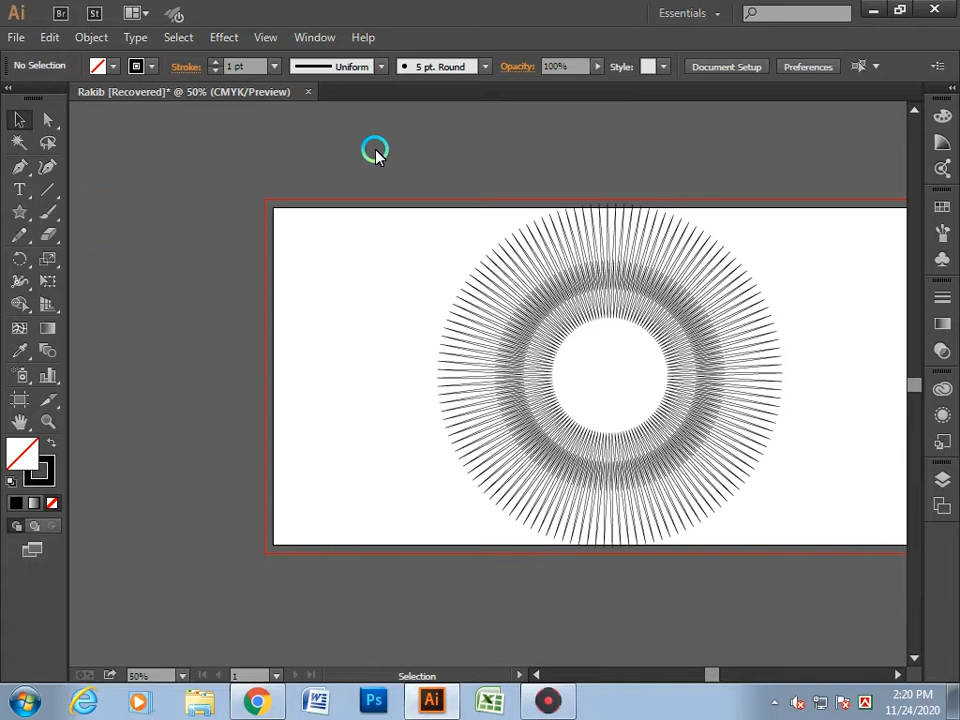 Ai Br St Essentials
File Edit Object Type Select Effect View Window Help
No Selection Stroke: 1 pt Uniform 5 pt. Round Opacity: 100% Style: Document Setup Preferences
Rakib [Recovered]* @ 50% (CMYK/Preview) ×
T
50% 1 Selection
W Ps Ai X
2:20 PM
11/24/2020